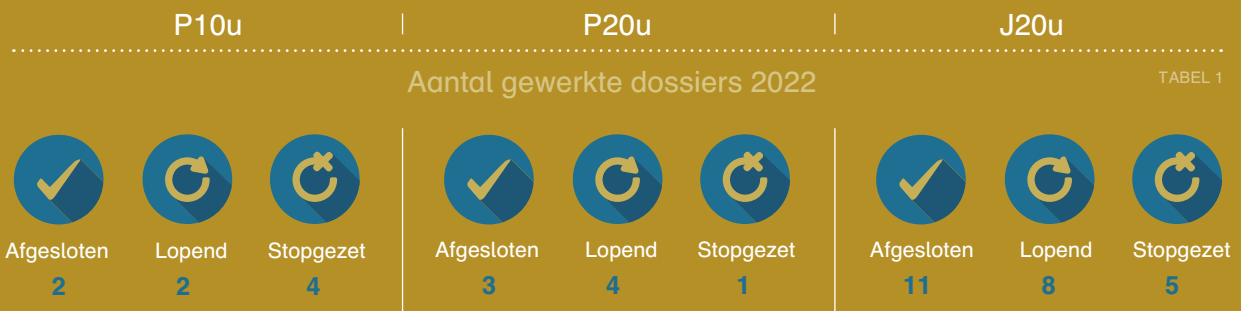 P10u P20u J20u
Aantal gewerkte dossiers 2022 TABEL 1
Afgesloten Lopend Stopgezet Afgesloten Lopend Stopgezet Afgesloten Lopend Stopgezet
2 2 4 3 4 1 11 8 5